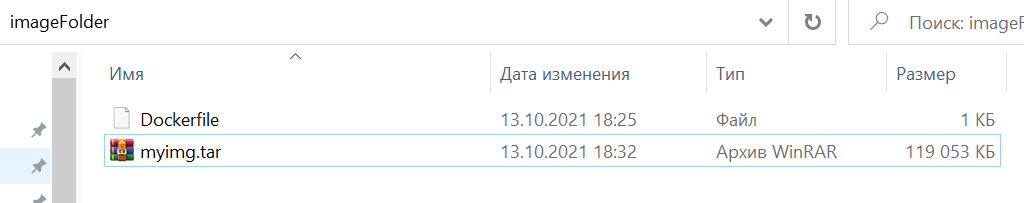 imageFolder
Поиск: imageF
Имя
Дата изменения
Тип
Размер
Dockerfile
13.10.2021 18:25
Файл
1 КБ
myimg.tar
13.10.2021 18:32
Архив WinRAR
119 053 КБ